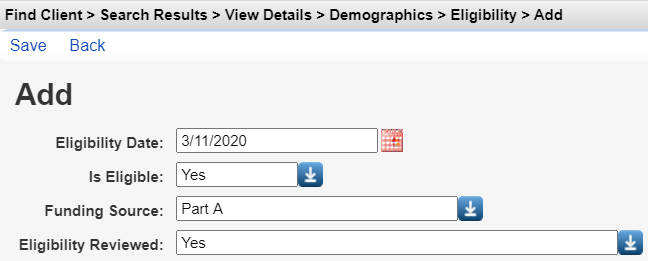 Find Client > Search Results > View Details > Demographics > Eligibility > Add
Save Back
Add
Eligibility Date: 3/11/2020
Is Eligible: Yes
Funding Source: Part A
Eligibility Reviewed: Yes